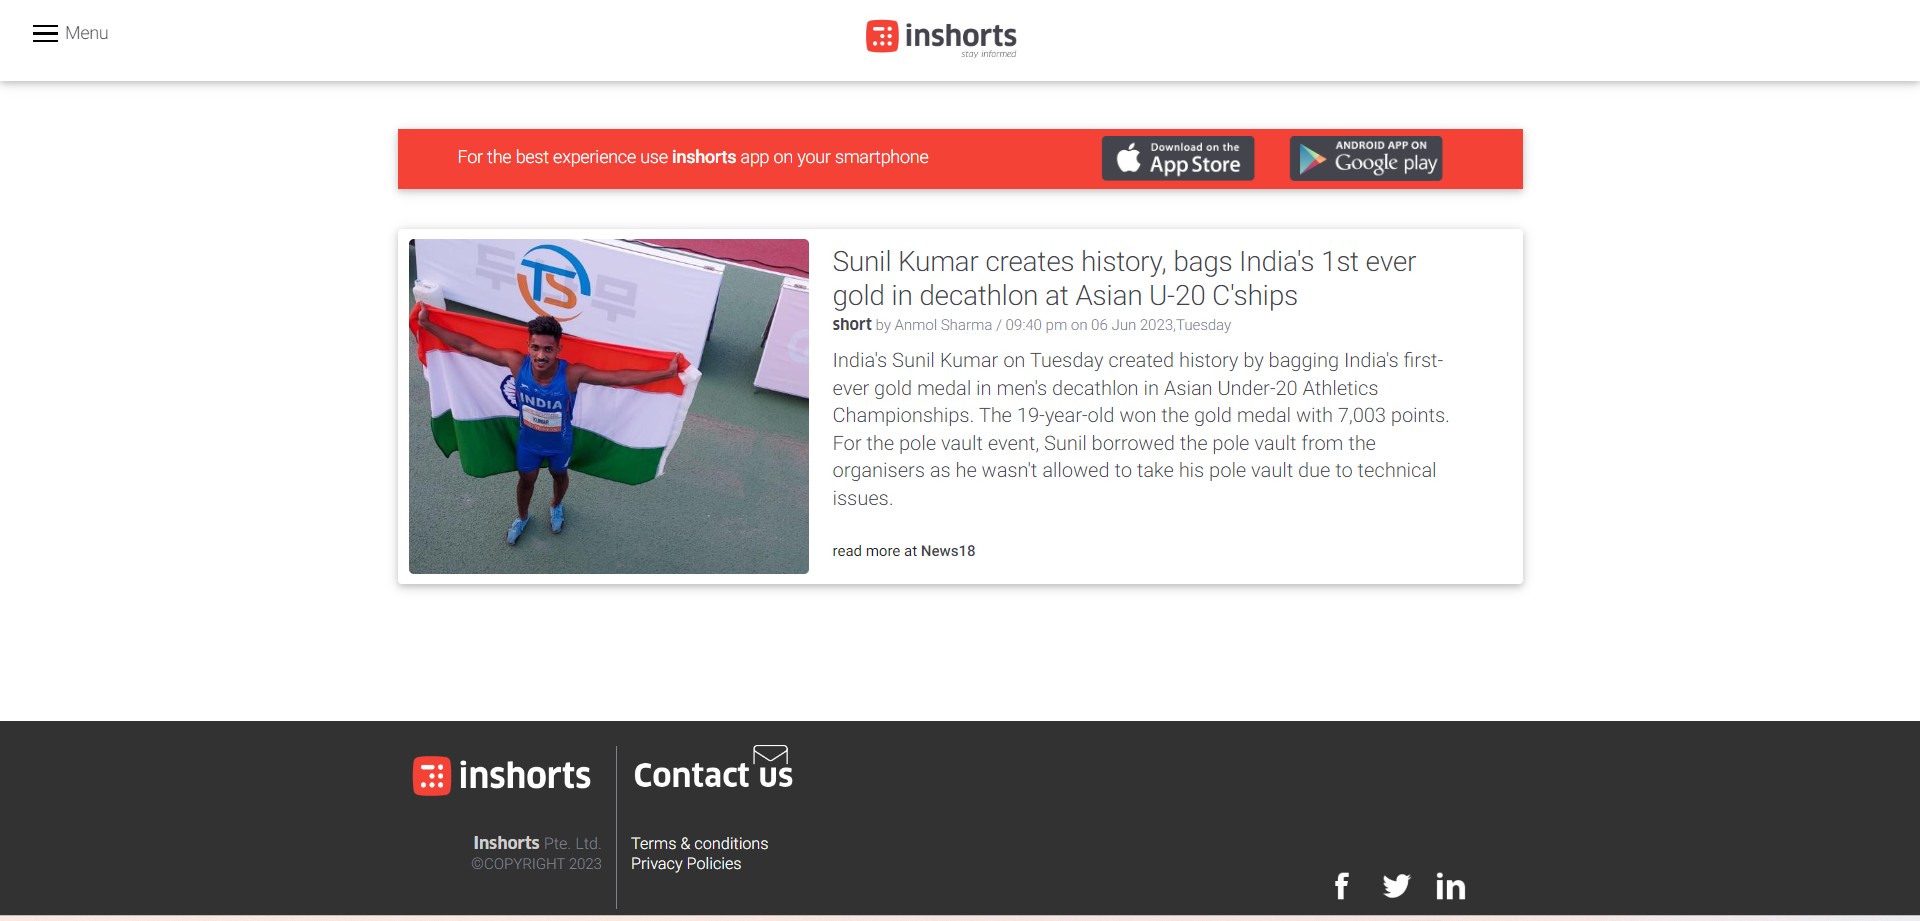 Menu
inshorts
stay informed
For the best experience use inshorts app on your smartphone
Download on the
App Store
ANDROID APP ON
Google play
TS
INDIA
KUMAR
Sunil Kumar creates history, bags India's 1st ever
gold in decathlon at Asian U-20 C'ships
short by Anmol Sharma / 09:40 pm on 06 Jun 2023,Tuesday
India's Sunil Kumar on Tuesday created history by bagging India's first-
ever gold medal in men's decathlon in Asian Under-20 Athletics
Championships. The 19-year-old won the gold medal with 7,003 points.
For the pole vault event, Sunil borrowed the pole vault from the
organisers as he wasn't allowed to take his pole vault due to technical
issues.
read more at News18
inshorts
Contact us
Inshorts Pte. Ltd.
©COPYRIGHT 2023
Terms & conditions
Privacy Policies
f
in